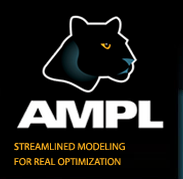 AMPL
STREAMLINED MODELING
FOR REAL OPTIMIZATION